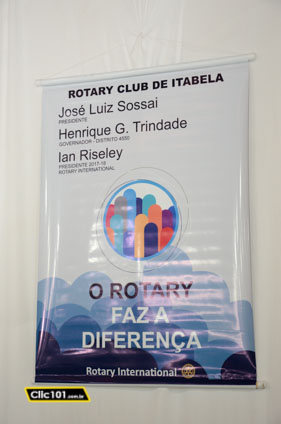 ROTARY CLUB DE ITABELA
José Luiz Sossai
PRESIDENTE
Henrique G. Trindade
GOVERNADOR - DISTRITO 4550
Ian Riseley
PRESIDENTE 2017-18
ROTARY INTERNATIONAL
O ROTARY
FAZ A
DIFERENÇA
Rotary International
Clic101.com.br